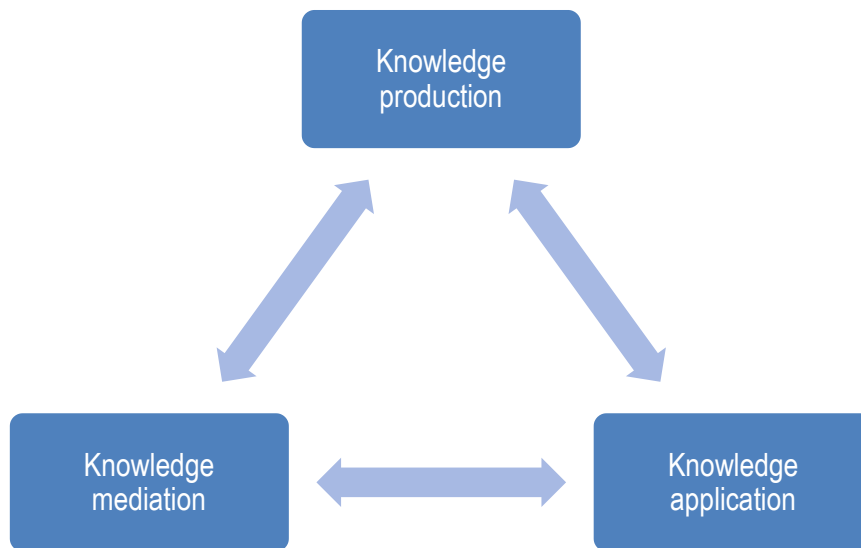 Knowledge
production
Knowledge
mediation
Knowledge
application